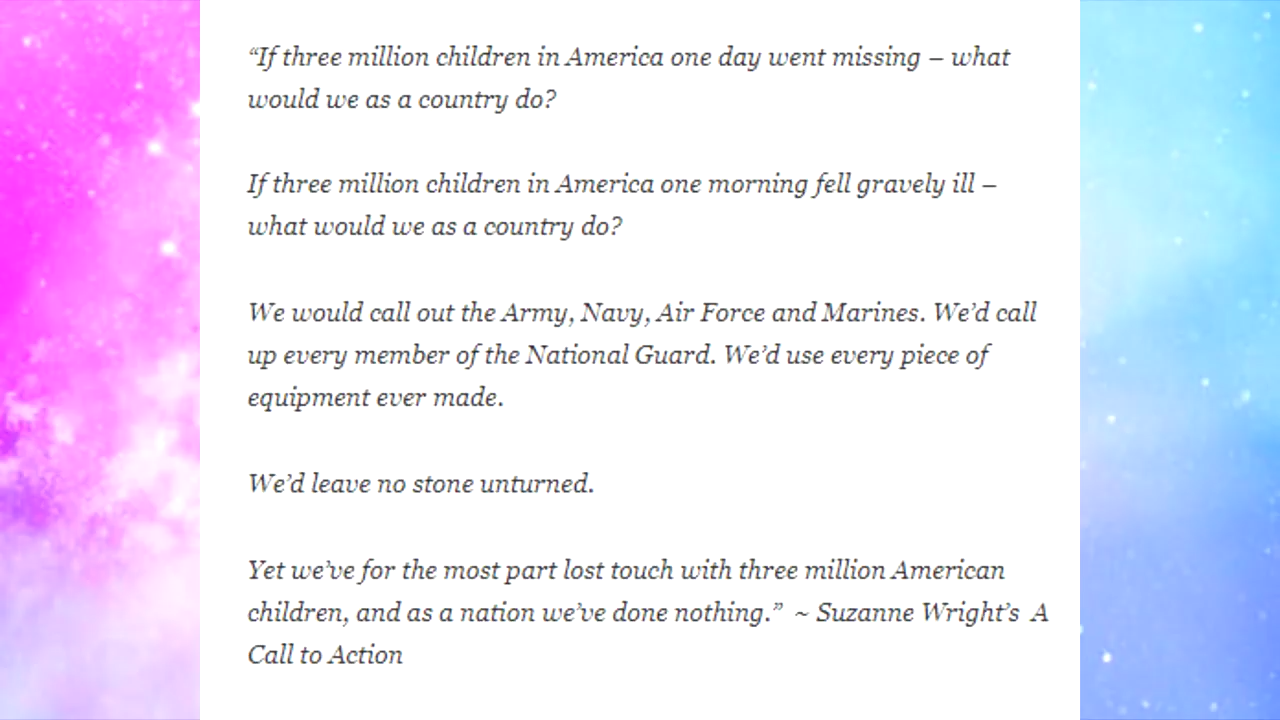 “If three million children in America one day went missing – what
would we as a country do?
If three million children in America one morning fell gravely ill –
what would we as a country do?
We would call out the Army, Navy, Air Force and Marines. We’d call
up every member of the National Guard. We’d use every piece of
equipment ever made.
We’d leave no stone unturned.
Yet we’ve for the most part lost touch with three million American
children, and as a nation we’ve done nothing.” ~ Suzanne Wright’s A
Call to Action